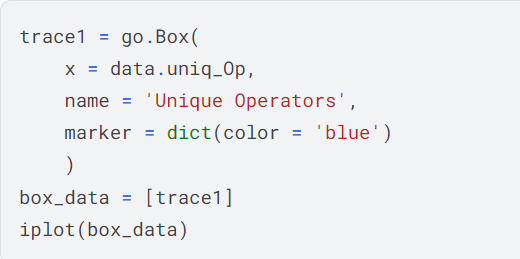 trace1 = go.Box(
    x = data.uniq_Op,
    name = 'Unique Operators',
    marker = dict(color = 'blue')
    )
box_data = [trace1]
iplot(box_data)